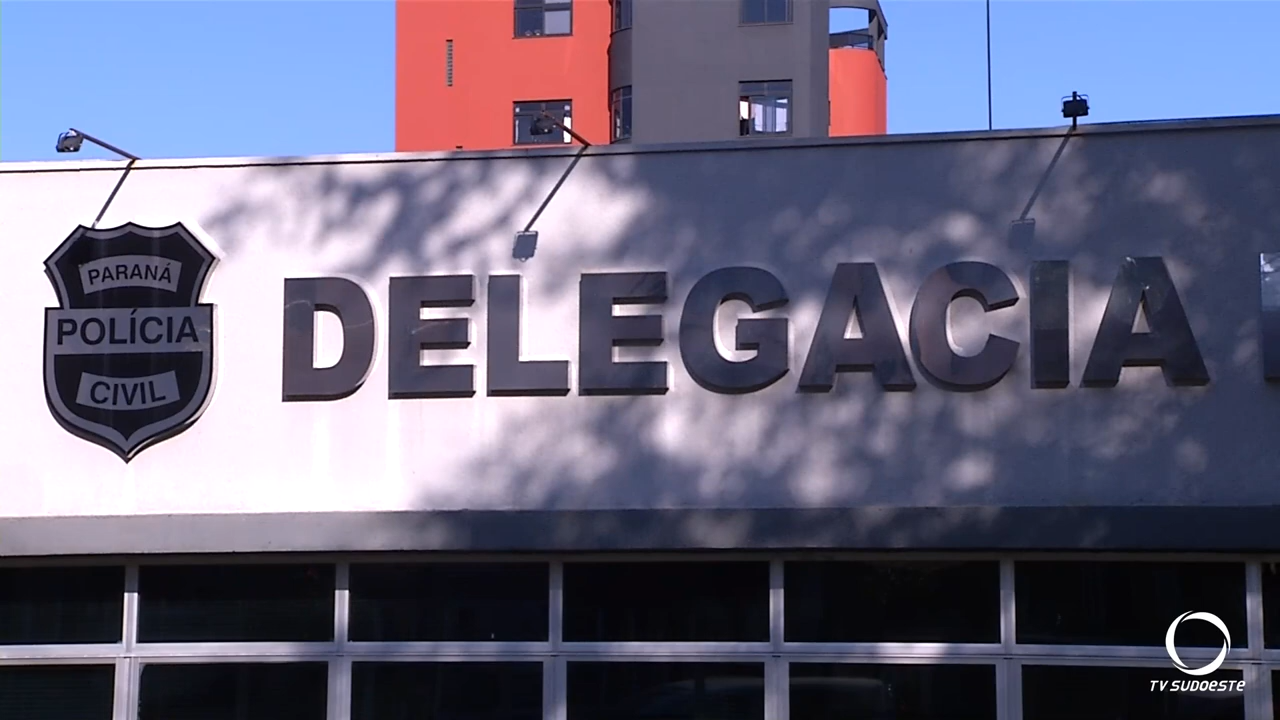 PARANÁ
POLÍCIA
CIVIL
DELEGACIA
TV SUDOESTE